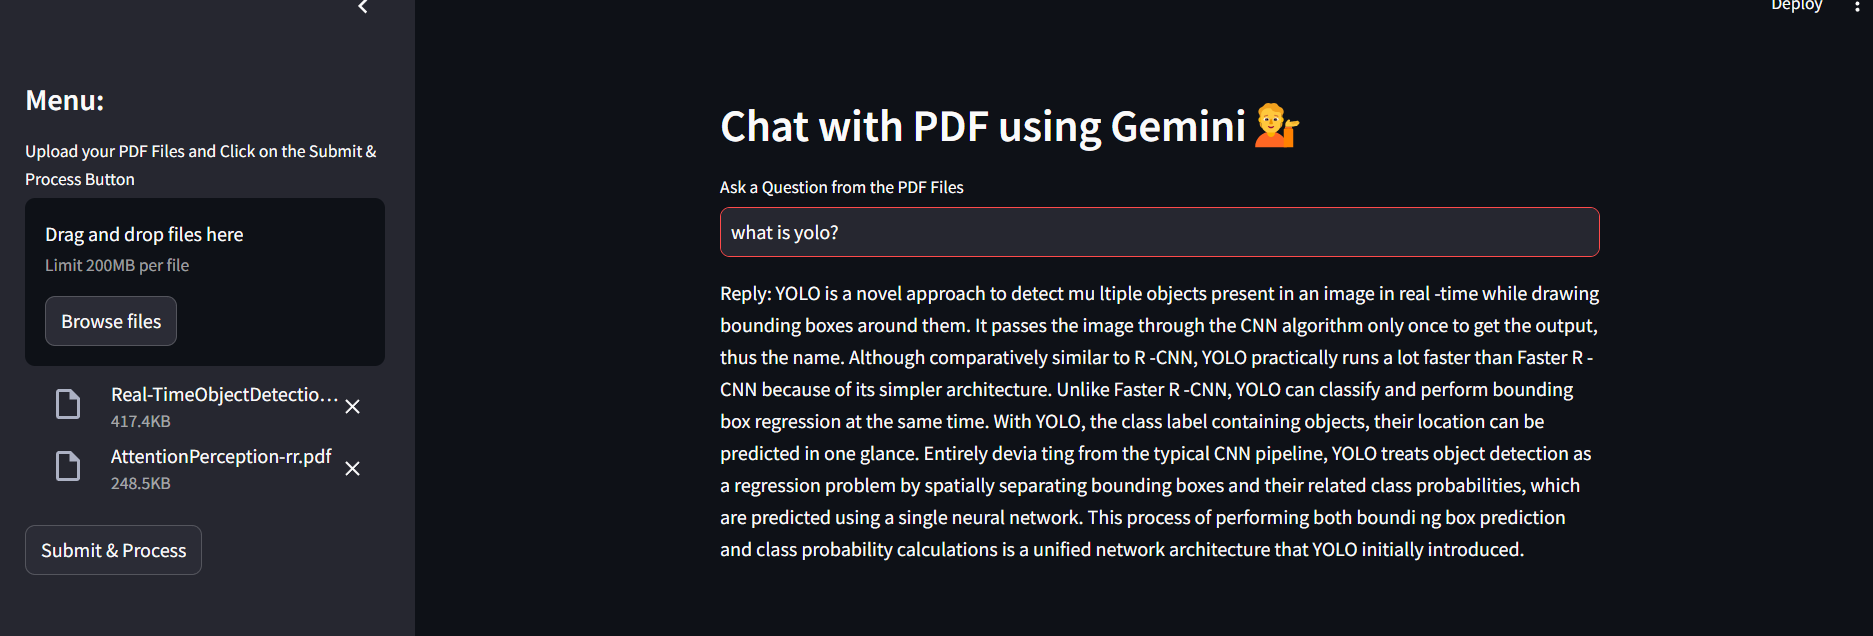 Deploy
Menu:
Upload your PDF Files and Click on the Submit &
Process Button
Drag and drop files here
Limit 200MB per file
Browse files
Real-TimeObjectDetectio...
417.4KB
AttentionPerception-rr.pdf
248.5KB
Submit & Process
Chat with PDF using Gemini
Ask a Question from the PDF Files
what is yolo?
Reply: YOLO is a novel approach to detect mu ltiple objects present in an image in real -time while drawing
bounding boxes around them. It passes the image through the CNN algorithm only once to get the output,
thus the name. Although comparatively similar to R -CNN, YOLO practically runs a lot faster than Faster R -
CNN because of its simpler architecture. Unlike Faster R -CNN, YOLO can classify and perform bounding
box regression at the same time. With YOLO, the class label containing objects, their location can be
predicted in one glance. Entirely devia ting from the typical CNN pipeline, YOLO treats object detection as
a regression problem by spatially separating bounding boxes and their related class probabilities, which
are predicted using a single neural network. This process of performing both boundi ng box prediction
and class probability calculations is a unified network architecture that YOLO initially introduced.